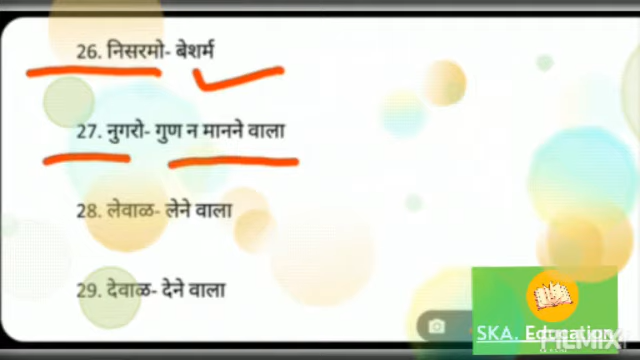 26. निसरमो- बेशर्म
27. नुगरो- गुण न मानने वाला
28. लेवाळ- लेने वाला
29. देवाळ- देने वाला
SKA. Education